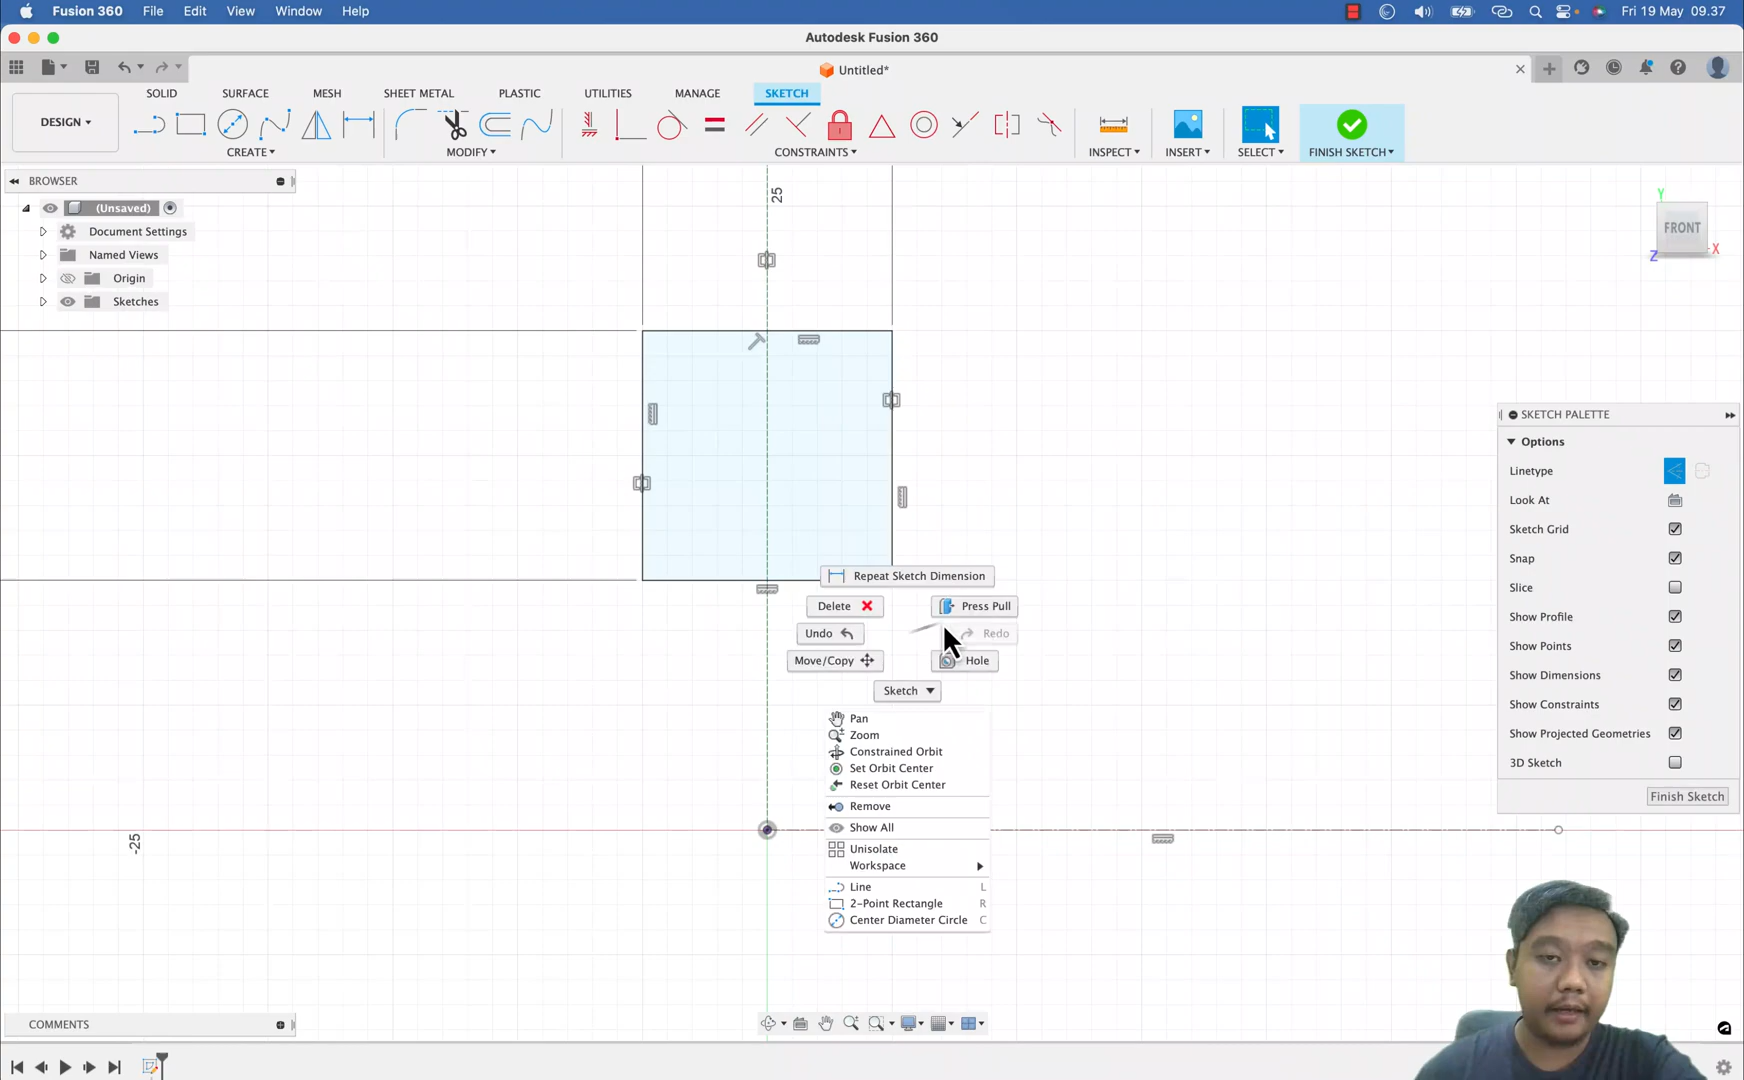 Fusion 360 File Edit View Window Help Fri 19 May 09.37
Autodesk Fusion 360
Untitled*
SOLID SURFACE MESH SHEET METAL PLASTIC UTILITIES MANAGE SKETCH
DESIGN
CREATE MODIFY CONSTRAINTS INSPECT INSERT SELECT FINISH SKETCH
BROWSER
(Unsaved)
Document Settings
Named Views
Origin
Sketches
25
Y
FRONT
X
Z
SKETCH PALETTE
Options
Linetype
Look At
Sketch Grid
Snap
Slice
Show Profile
Show Points
Show Dimensions
Show Constraints
Show Projected Geometries
3D Sketch
Finish Sketch
Repeat Sketch Dimension
Delete Press Pull
Undo Redo
Move/Copy Hole
Sketch
Pan
Zoom
Constrained Orbit
Set Orbit Center
Reset Orbit Center
Remove
Show All
Unisolate
Workspace
Line L
2-Point Rectangle R
Center Diameter Circle C
-25
COMMENTS